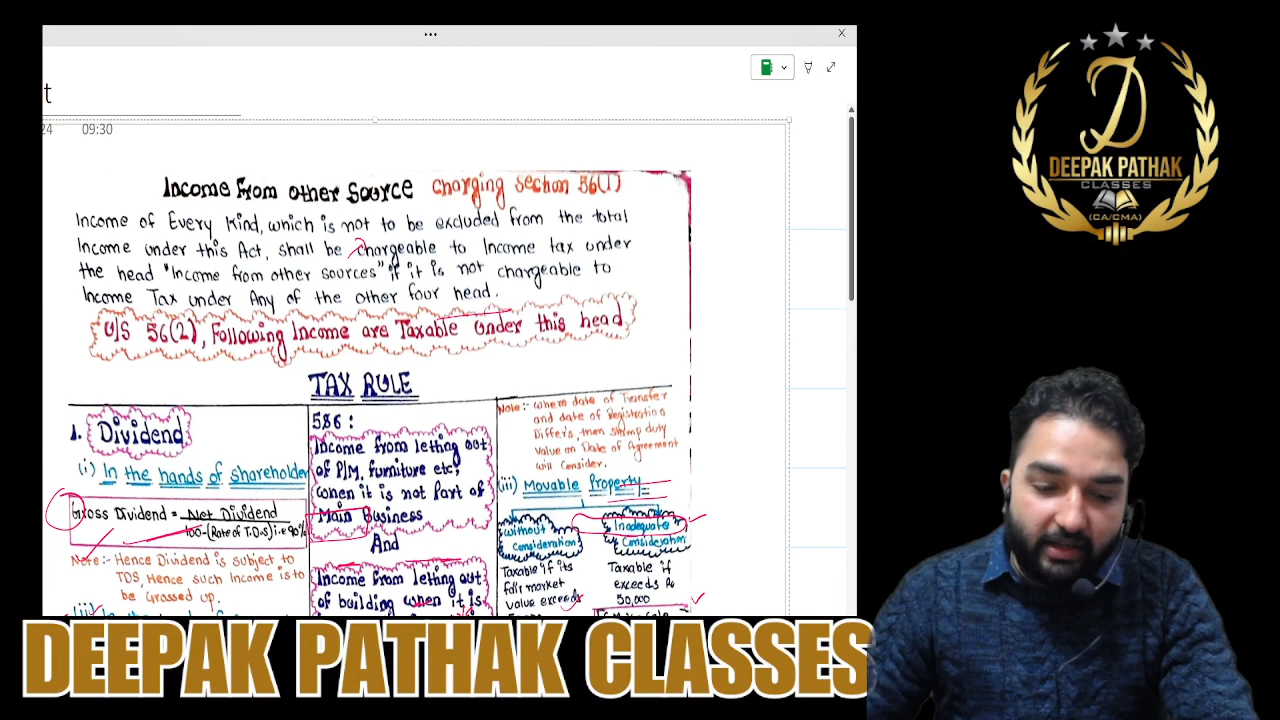 t
24 09:30
Income From other Source charging section 56(1)
Income of Every Kind, which is not to be excluded from the total
Income under this Act, shall be chargeable to Income tax under
the head "Income from other sources" if it is not chargeable to
Income Tax under Any of the other four head.
U/S 56(2), Following Income are Taxable under this head
TAX RULE
1. Dividend
(i) In the hands of shareholder
Gross Dividend = Net Dividend
100-(Rate of T.D.S) i.e 90%
Note:- Hence Dividend is subject to
TDS, Hence such Income is to
be Grossed up.
586 :
Income from letting out
of P/M, furniture etc,
when it is not part of
Main Business
And
Income from letting out
of building when it is
Note:- where date of Transfer
and date of Registration
Differs, then stamp duty
value on Date of Agreement
will Consider.
(iii) Movable Property
without
Consideration
Taxable if its
fair market
value exceeds
Inadequate
Consideration
Taxable if
exceeds Rs
50,000
DEEPAK PATHAK CLASSES
D
DEEPAK PATHAK
CLASSES
(CA/CMA)